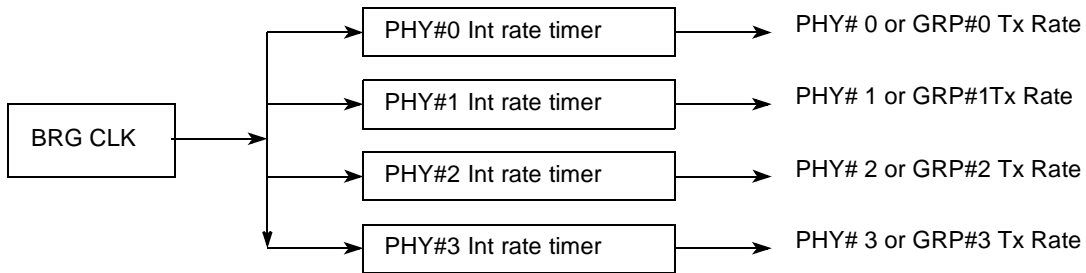 PHY#0 Int rate timer
PHY# 0 or GRP#0 Tx Rate
PHY#1 Int rate timer
PHY# 1 or GRP#1Tx Rate
BRG CLK
PHY#2 Int rate timer
PHY# 2 or GRP#2 Tx Rate
PHY#3 Int rate timer
PHY# 3 or GRP#3 Tx Rate